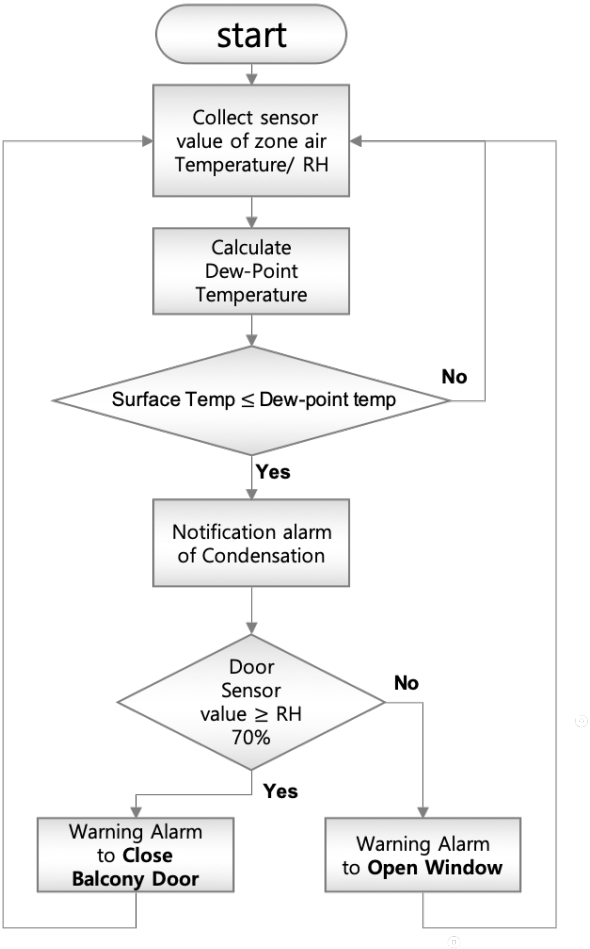 start
Collect sensor
value of zone air
Temperature/ RH
Calculate
Dew-Point
Temperature
No
Surface Temp ≤ Dew-point temp
Yes
Notification alarm
of Condensation
Door
Sensor
value ≥ RH
70%
No
Yes
Warning Alarm
to Close
Balcony Door
Warning Alarm
to Open Window